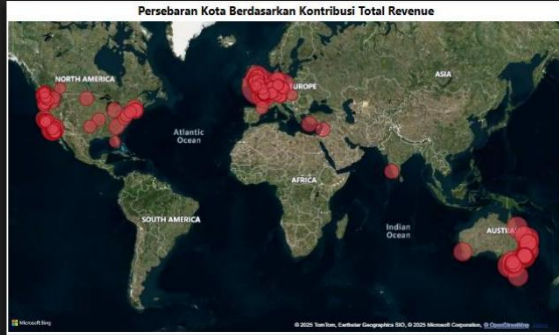 Persebaran Kota Berdasarkan Kontribusi Total Revenue
NORTH AMERICA
EUROPE
ASIA
Atlantic
Ocean
AFRICA
SOUTH AMERICA
Indian
Ocean
AUST
Microsoft Bing
© 2025 TomTom, Earthstar Geographics SIO, © 2025 Microsoft Corporation, © OpenStreetMap